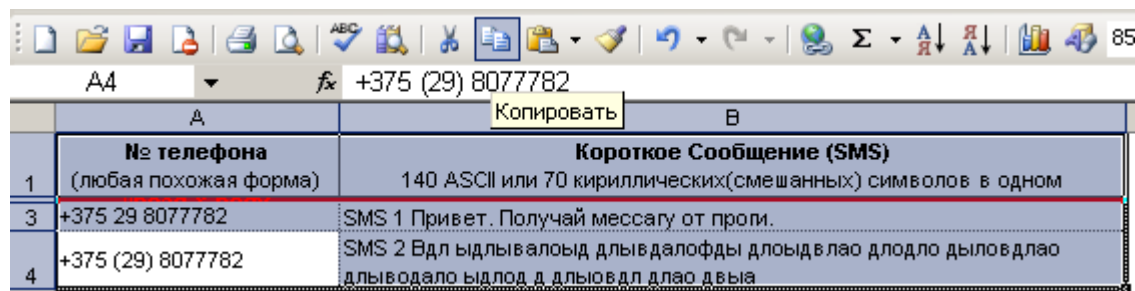 ABC Σ А Я Я А 85
A4 fx +375 (29) 8077782
Копировать
A B
№ телефона Короткое Сообщение (SMS)
1 (любая похожая форма) 140 ASCII или 70 кириллических(смешанных) символов в одном
3 +375 29 8077782 SMS 1 Привет. Получай мессагу от проги.
SMS 2 Вдл ыдлывалоыд длывдалофды длоыдвлао длодло дыловдлао
+375 (29) 8077782
4 длыводало ыдлод д длыовдл длао двыа